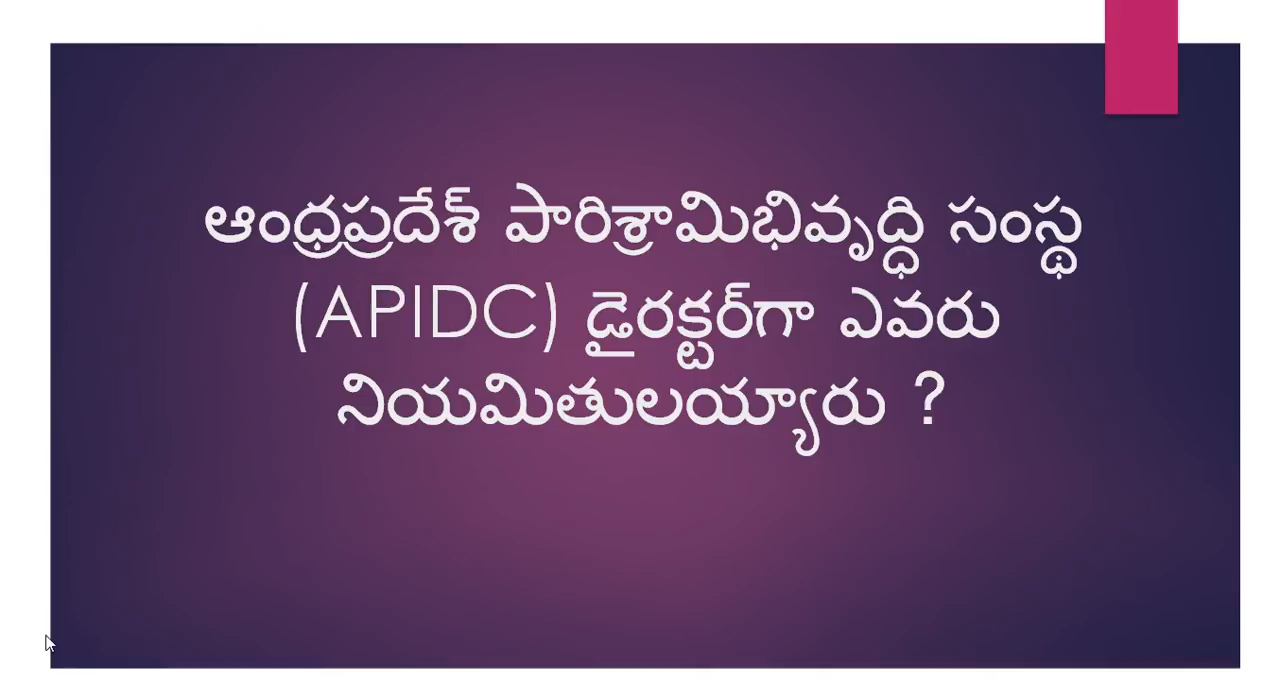 ఆంధ్రప్రదేశ్ పారిశ్రామిభివృద్ధి సంస్థ
(APIDC) డైరక్టర్‌గా ఎవరు
నియమితులయ్యారు ?